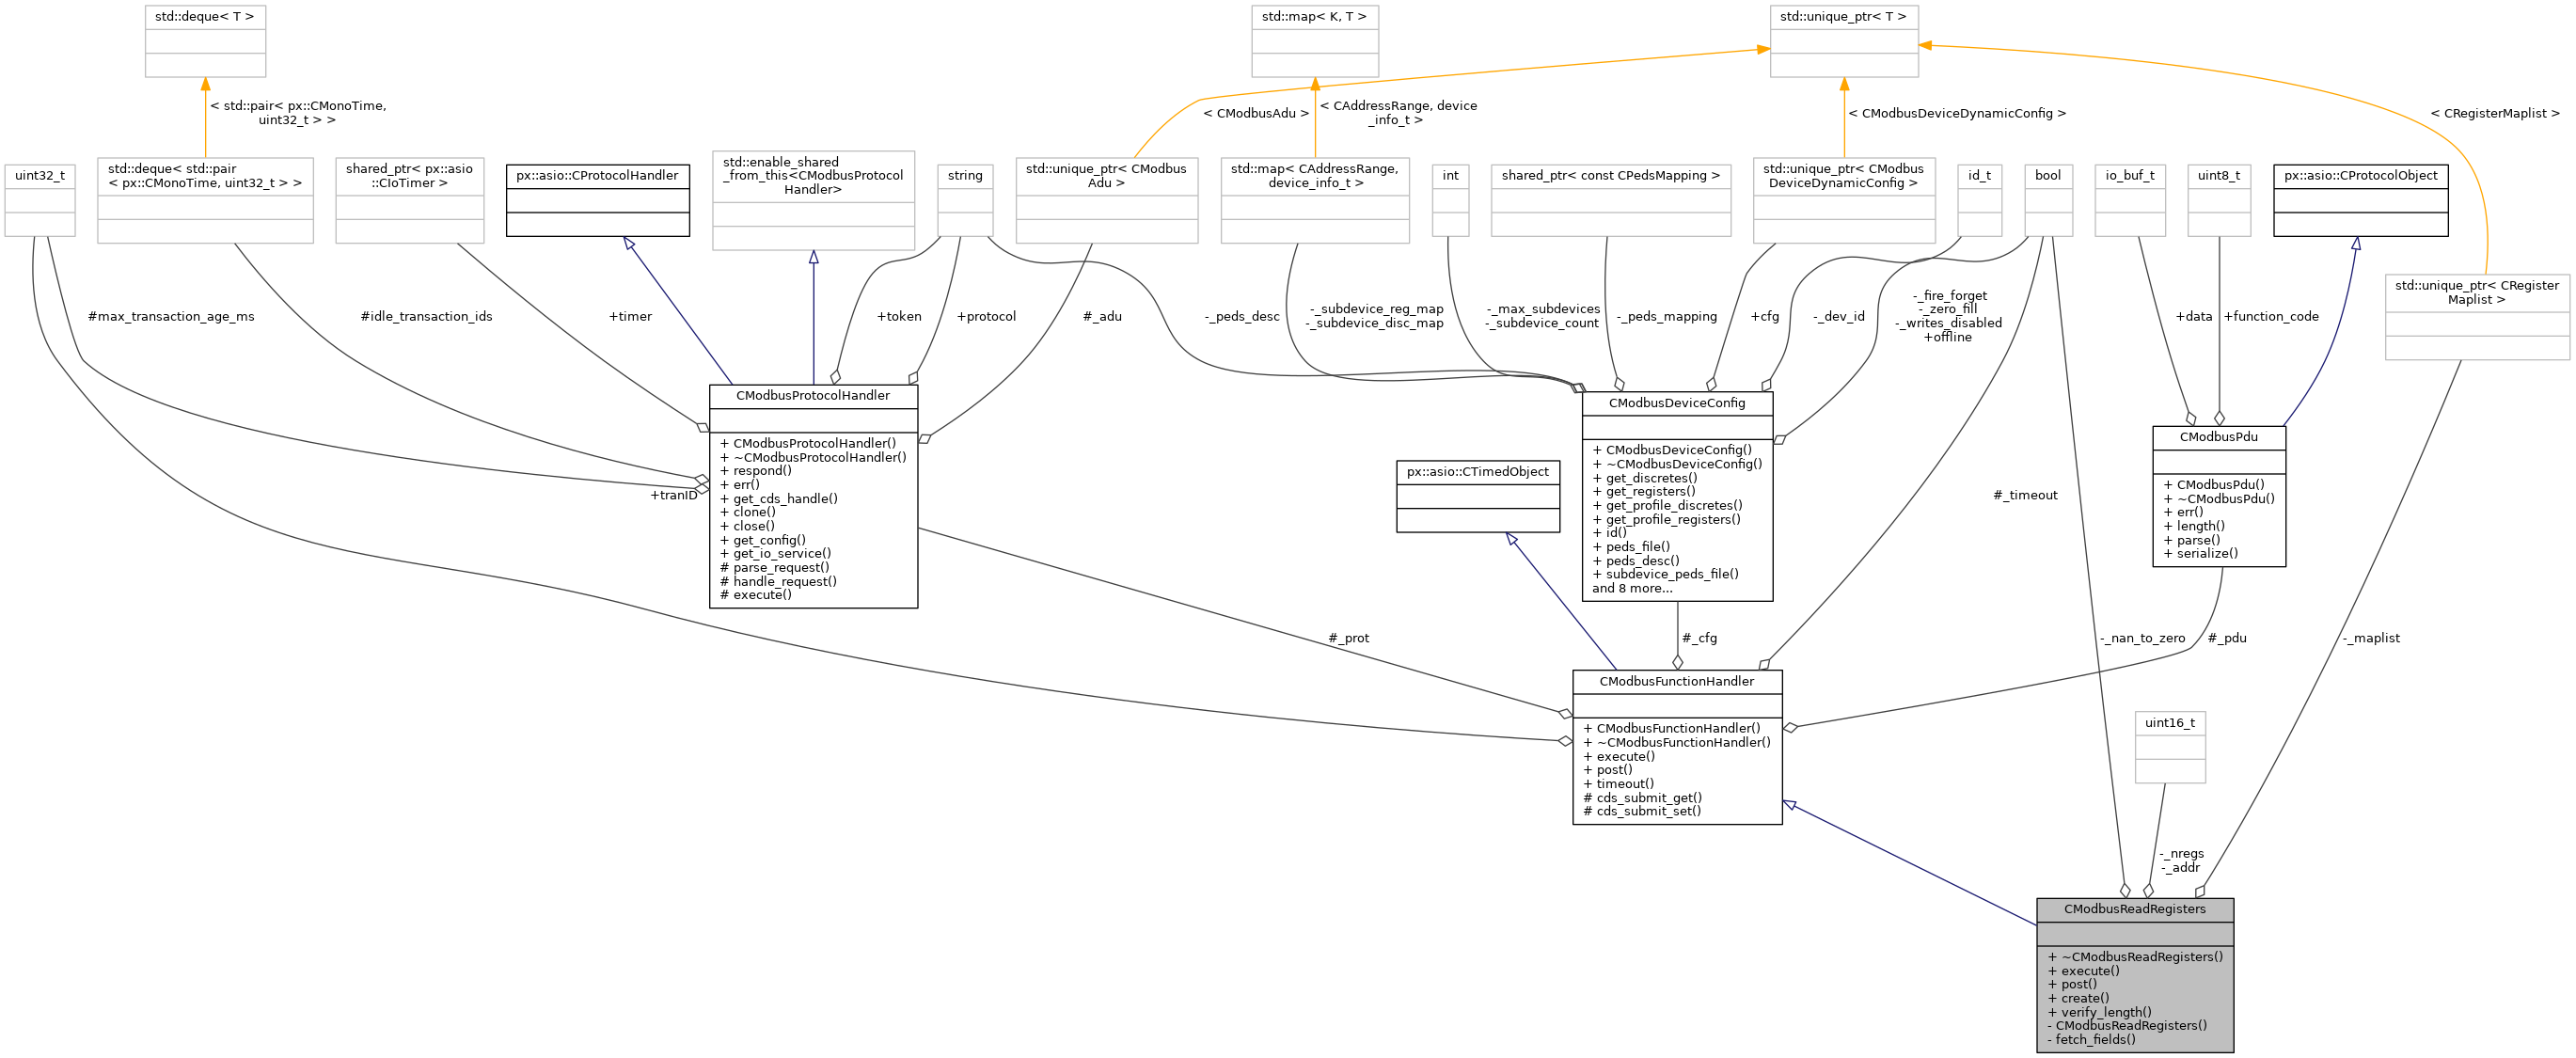 std::deque< T >
std::map< K, T >
std::unique_ptr< T >
< std::pair< px::CMonoTime,
uint32_t > >
< CModbusAdu >
< CAddressRange, device
_info_t >
< CModbusDeviceDynamicConfig >
< CRegisterMaplist >
uint32_t
std::deque< std::pair
< px::CMonoTime, uint32_t > >
shared_ptr< px::asio
::CIoTimer >
px::asio::CProtocolHandler
std::enable_shared
_from_this<CModbusProtocol
Handler>
string
std::unique_ptr< CModbus
Adu >
std::map< CAddressRange,
device_info_t >
int
shared_ptr< const CPedsMapping >
std::unique_ptr< CModbus
DeviceDynamicConfig >
id_t
bool
io_buf_t
uint8_t
px::asio::CProtocolObject
std::unique_ptr< CRegister
Maplist >
#max_transaction_age_ms
#idle_transaction_ids
+timer
+token
+protocol
#_adu
-_peds_desc
-_subdevice_reg_map
-_subdevice_disc_map
-_max_subdevices
-_subdevice_count
-_peds_mapping
+cfg
-_dev_id
-_fire_forget
-_zero_fill
-_writes_disabled
+offline
+data
+function_code
CModbusProtocolHandler
+ CModbusProtocolHandler()
+ ~CModbusProtocolHandler()
+ respond()
+ err()
+ get_cds_handle()
+ clone()
+ close()
+ get_config()
+ get_io_service()
# parse_request()
# handle_request()
# execute()
+tranID
px::asio::CTimedObject
CModbusDeviceConfig
+ CModbusDeviceConfig()
+ ~CModbusDeviceConfig()
+ get_discretes()
+ get_registers()
+ get_profile_discretes()
+ get_profile_registers()
+ id()
+ peds_file()
+ peds_desc()
+ subdevice_peds_file()
and 8 more...
#_timeout
CModbusPdu
+ CModbusPdu()
+ ~CModbusPdu()
+ err()
+ length()
+ parse()
+ serialize()
#_prot
#_cfg
-_nan_to_zero
#_pdu
-_maplist
CModbusFunctionHandler
+ CModbusFunctionHandler()
+ ~CModbusFunctionHandler()
+ execute()
+ post()
+ timeout()
# cds_submit_get()
# cds_submit_set()
uint16_t
-_nregs
-_addr
CModbusReadRegisters
+ ~CModbusReadRegisters()
+ execute()
+ post()
+ create()
+ verify_length()
- CModbusReadRegisters()
- fetch_fields()